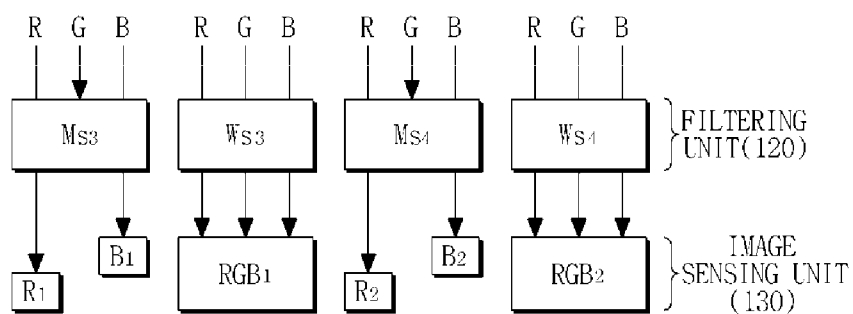 R G B R G B R G B R G B
Ms3 Ws3 Ms4 Ws4
FILTERING
UNIT(120)
B1 B2
R1 RGB1 R2 RGB2
IMAGE
SENSING UNIT
(130)